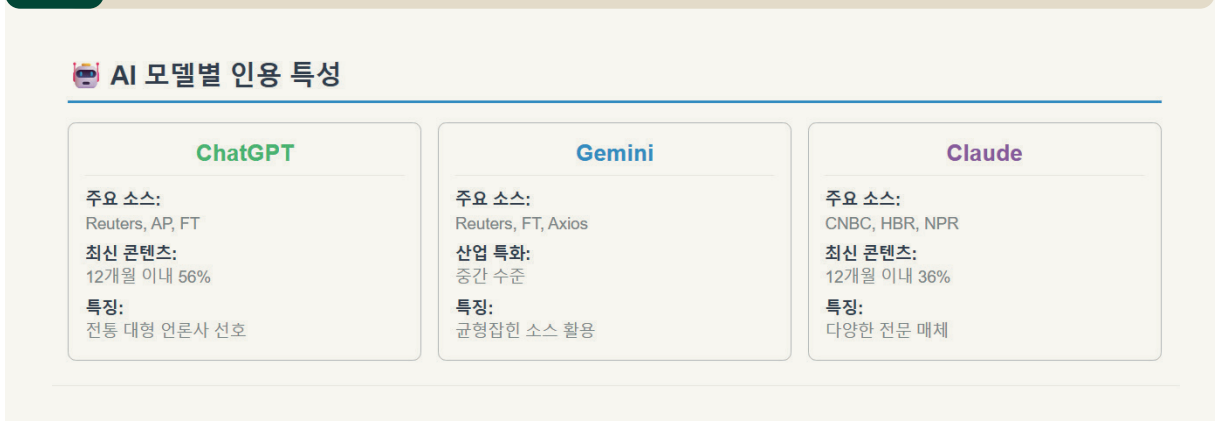 AI 모델별 인용 특성
ChatGPT
주요 소스:
Reuters, AP, FT
최신 콘텐츠:
12개월 이내 56%
특징:
전통 대형 언론사 선호
Gemini
주요 소스:
Reuters, FT, Axios
산업 특화:
중간 수준
특징:
균형잡힌 소스 활용
Claude
주요 소스:
CNBC, HBR, NPR
최신 콘텐츠:
12개월 이내 36%
특징:
다양한 전문 매체